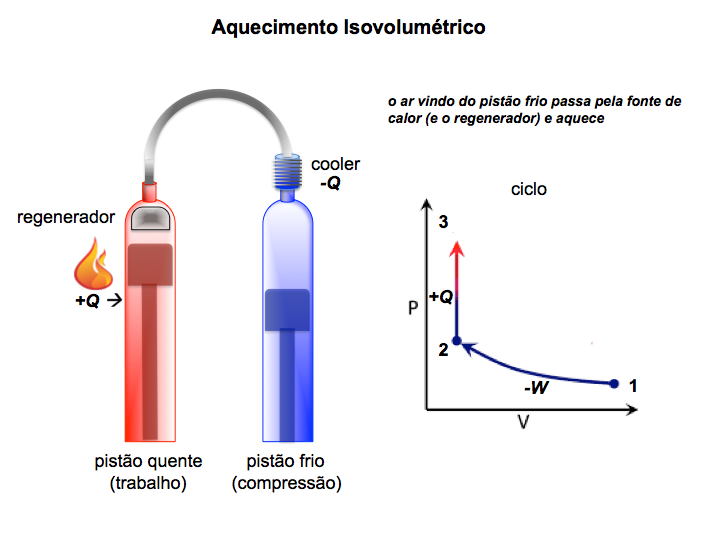 Aquecimento Isovolumétrico
o ar vindo do pistão frio passa pela fonte de
calor (e o regenerador) e aquece
cooler
-Q
regenerador
+Q →
pistão quente
(trabalho)
pistão frio
(compressão)
ciclo
3
+Q
P
2
-W
1
V